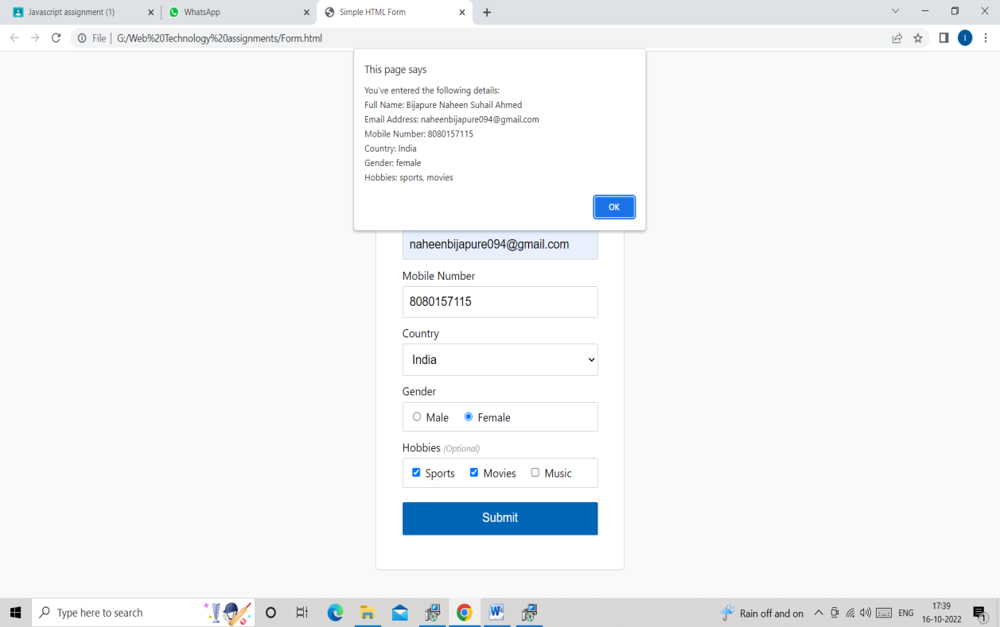 Javascript assignment (1)
WhatsApp
Simple HTML Form
File | G:/Web%20Technology%20assignments/Form.html
I
This page says
You've entered the following details:
Full Name: Bijapure Naheen Suhail Ahmed
Email Address: naheenbijapure094@gmail.com
Mobile Number: 8080157115
Country: India
Gender: female
Hobbies: sports, movies
OK
naheenbijapure094@gmail.com
Mobile Number
8080157115
Country
India
Gender
Male Female
Hobbies (Optional)
Sports Movies Music
Submit
Type here to search
W
Rain off and on
ENG
17:39
16-10-2022
1